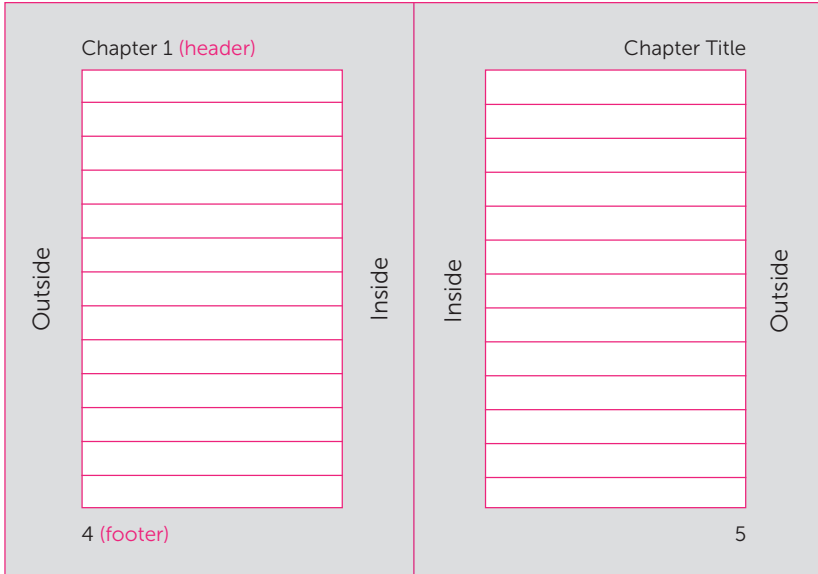 Chapter 1 (header)
Outside
Inside
4 (footer)
Chapter Title
Inside
Outside
5